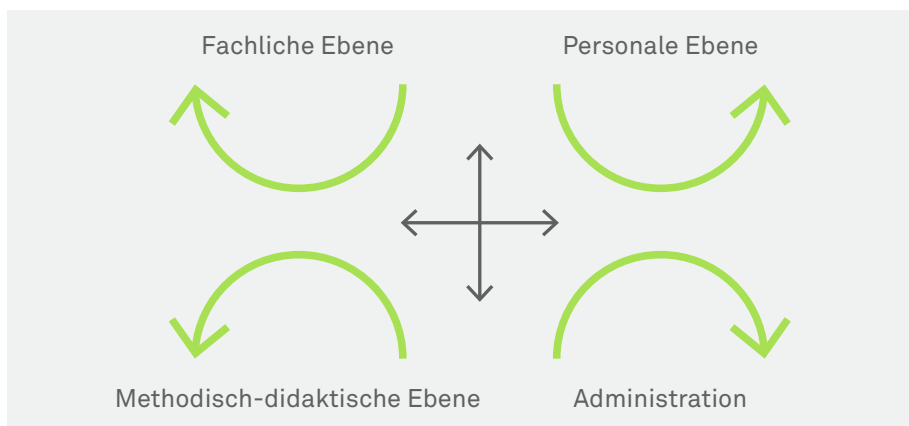 Fachliche Ebene
Personale Ebene
Methodisch-didaktische Ebene
Administration